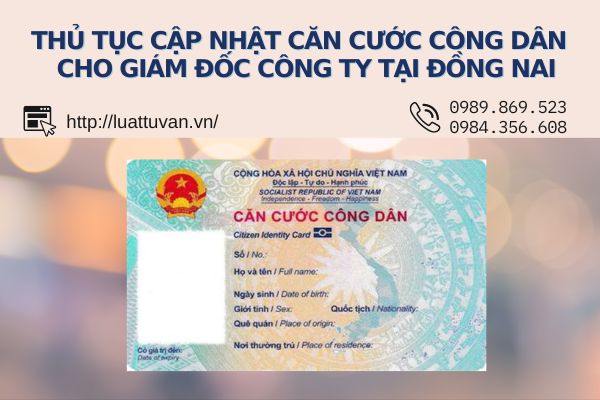 THỦ TỤC CẬP NHẬT CĂN CƯỚC CÔNG DÂN
CHO GIÁM ĐỐC CÔNG TY TẠI ĐỒNG NAI
http://luattuvan.vn/
0989.869.523
0984.356.608
CỘNG HÒA XÃ HỘI CHỦ NGHĨA VIỆT NAM
Độc lập - Tự do - Hạnh phúc
SOCIALIST REPUBLIC OF VIET NAM
Independence - Freedom - Happiness
CĂN CƯỚC CÔNG DÂN
Citizen Identity Card
Số / No.:
Họ và tên / Full name:
Ngày sinh / Date of birth:
Giới tính / Sex: Quốc tịch / Nationality:
Quê quán / Place of origin:
Nơi thường trú / Place of residence:
Có giá trị đến:
Date of expiry